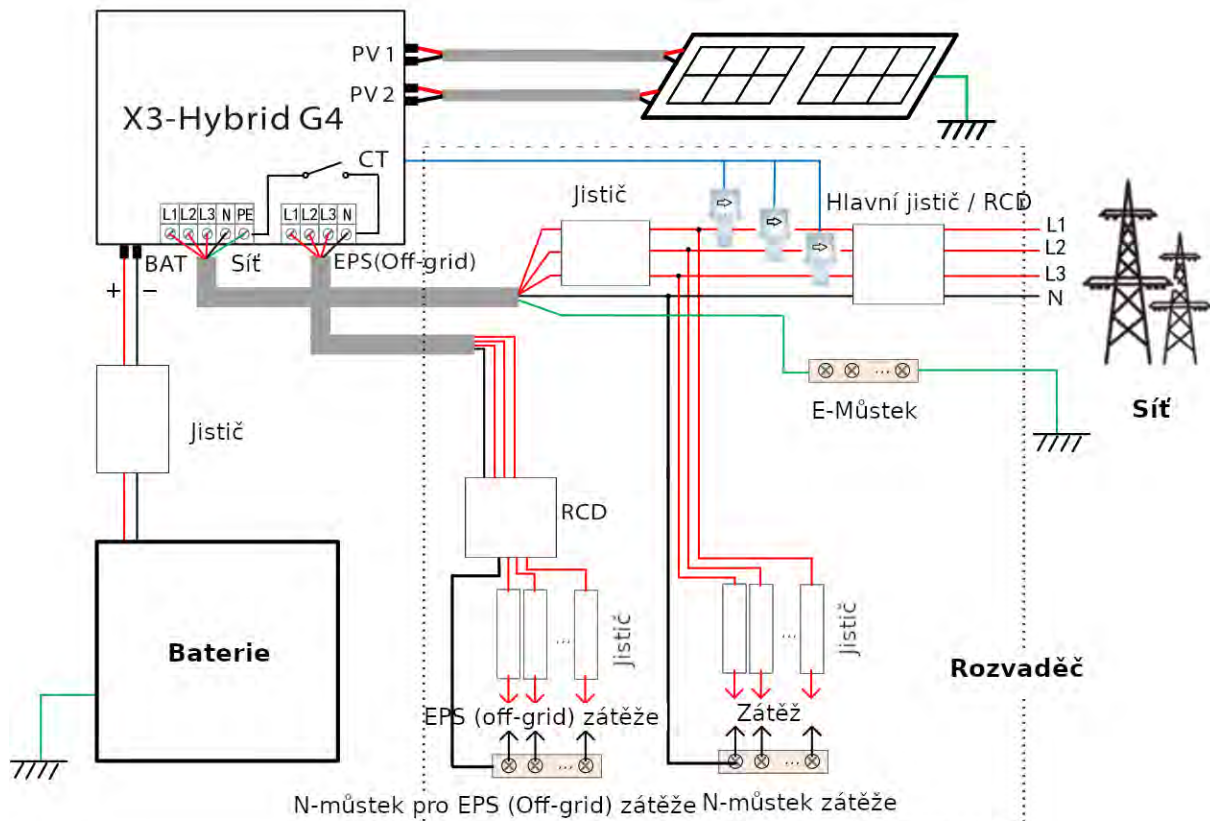 PV 1
PV 2
X3-Hybrid G4
CT
L1 L2 L3 N PE
L1 L2 L3 N
BAT
Síť
EPS(Off-grid)
+
−
Jistič
Hlavní jistič / RCD
L1
L2
L3
N
E-Můstek
Síť
Jistič
RCD
...
Jistič
...
Jistič
Baterie
Rozvaděč
EPS (off-grid) zátěže
Zátěž
...
...
...
N-můstek pro EPS (Off-grid) zátěže
N-můstek zátěže